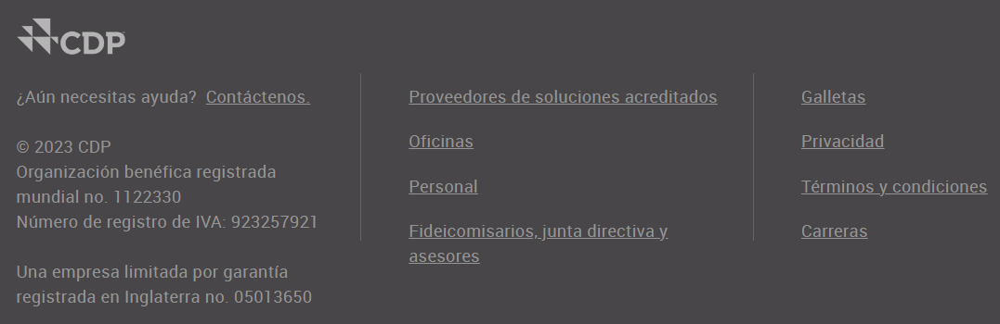 CDP
¿Aún necesitas ayuda? Contáctenos.
© 2023 CDP
Organización benéfica registrada
mundial no. 1122330
Número de registro de IVA: 923257921
Una empresa limitada por garantía
registrada en Inglaterra no. 05013650
Proveedores de soluciones acreditados
Oficinas
Personal
Fideicomisarios, junta directiva y
asesores
Galletas
Privacidad
Términos y condiciones
Carreras